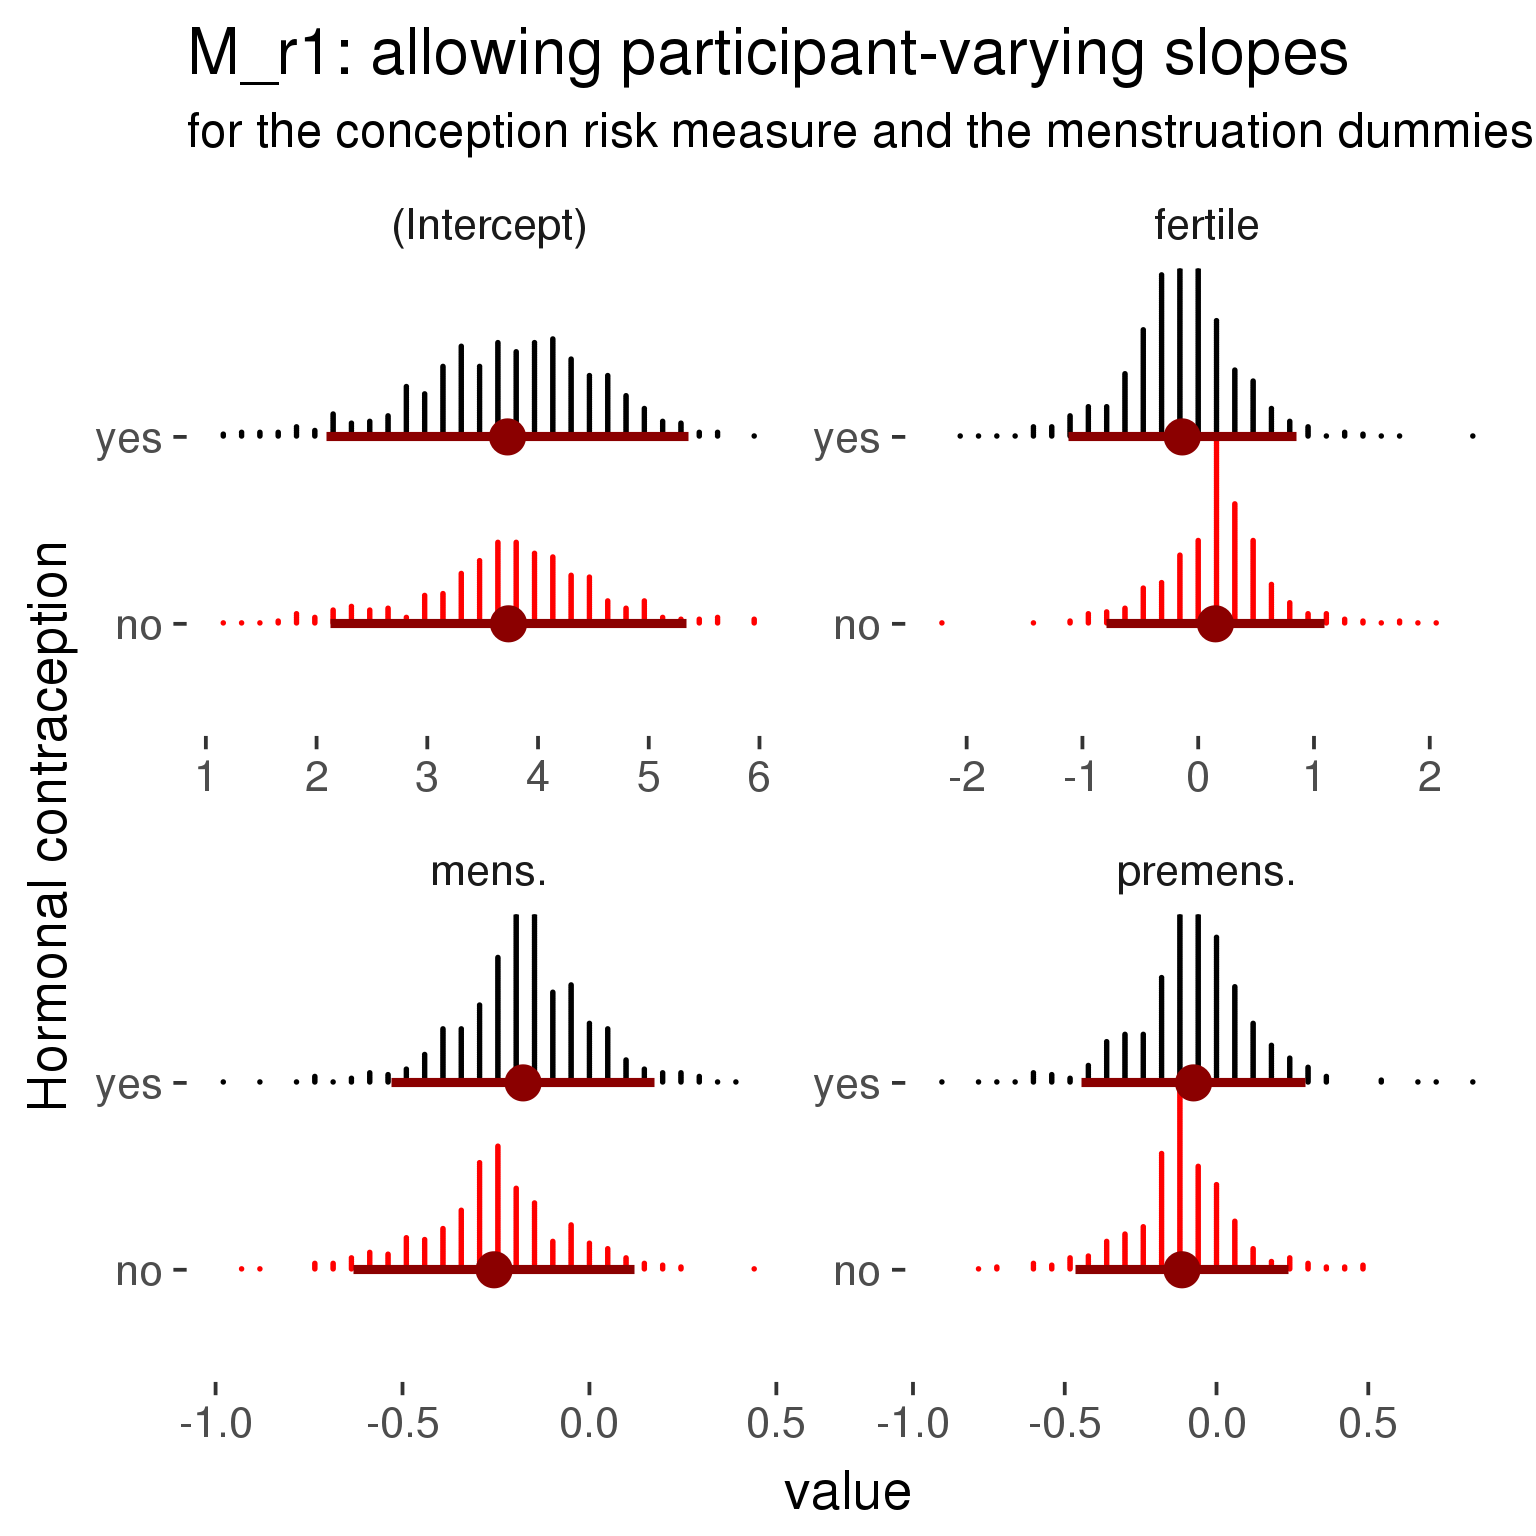 M_r1: allowing participant-varying slopes
for the conception risk measure and the menstruation dummies
Hormonal contraception
(Intercept)
yes
no
1 2 3 4 5 6
fertile
yes
no
-2 -1 0 1 2
mens.
yes
no
-1.0 -0.5 0.0 0.5
premens.
yes
no
-1.0 -0.5 0.0 0.5
value